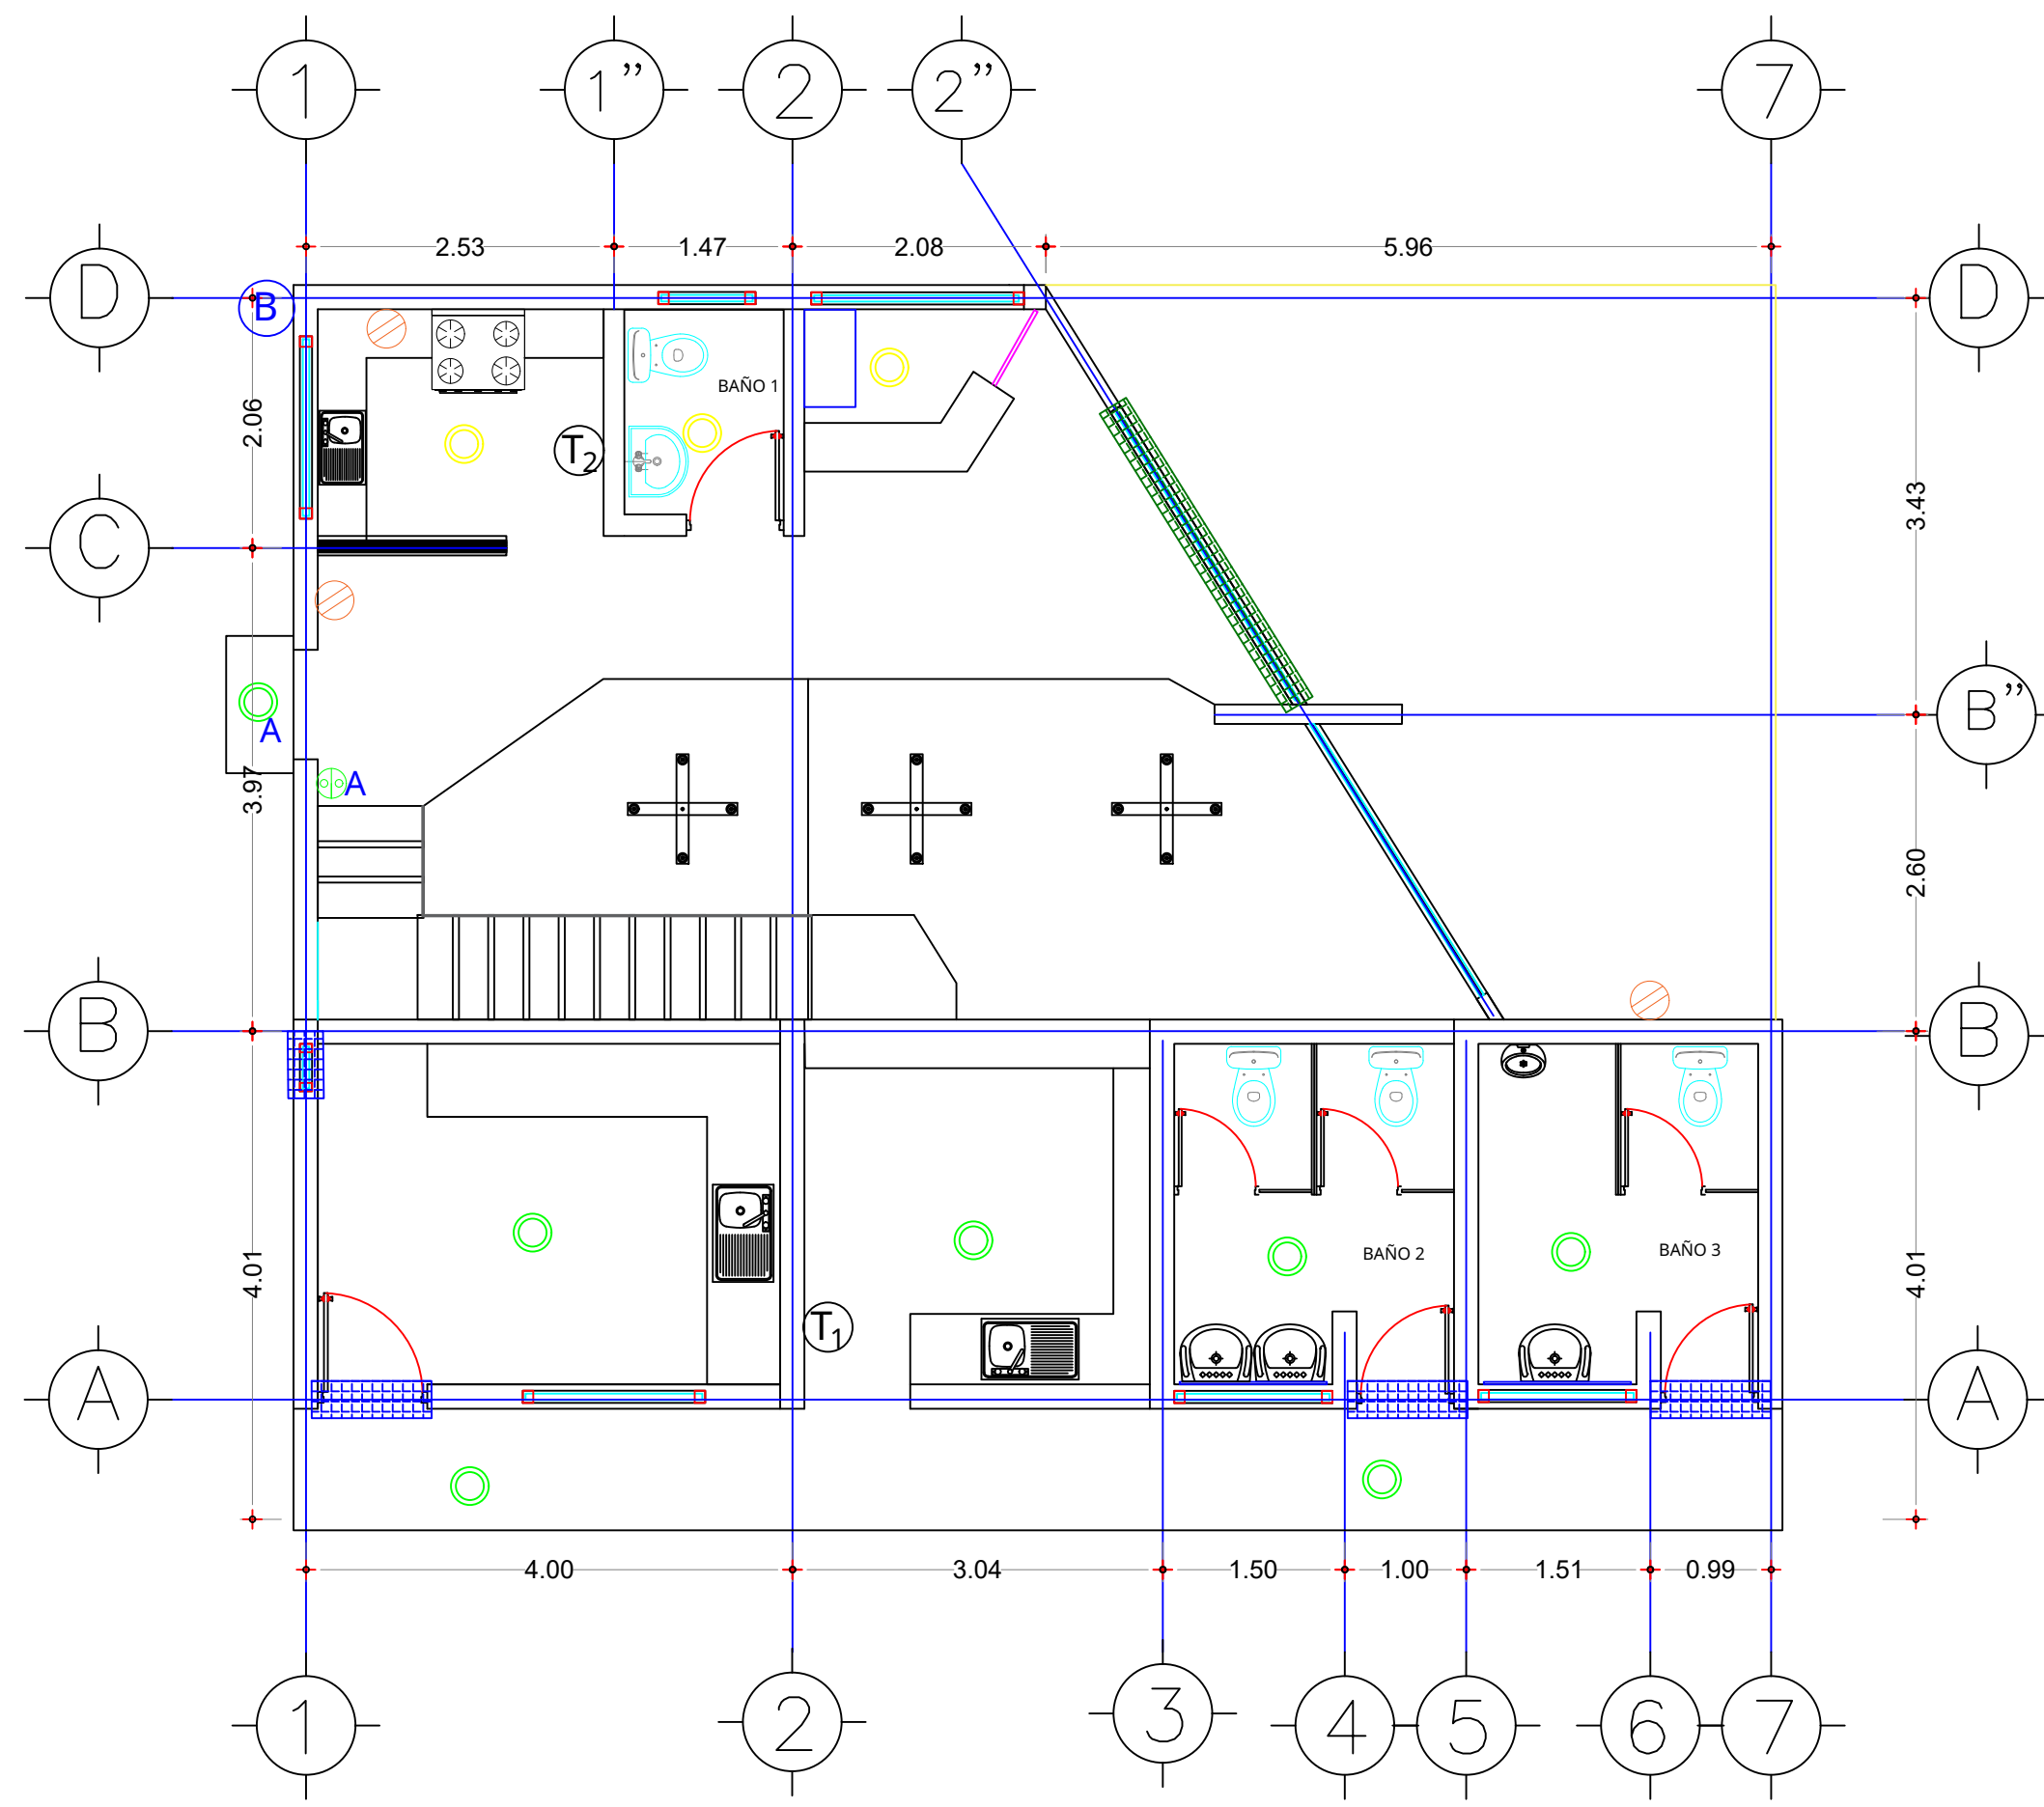 1 1” 2 2” 7
2.53 1.47 2.08 5.96
D B D
BAÑO 1
2.06
T2
3.43
C
B”
A
A
3.97
2.60
B B
4.01 4.01
BAÑO 2 BAÑO 3
T1
A A
4.00 3.04 1.50 1.00 1.51 0.99
1 2 3 4 5 6 7